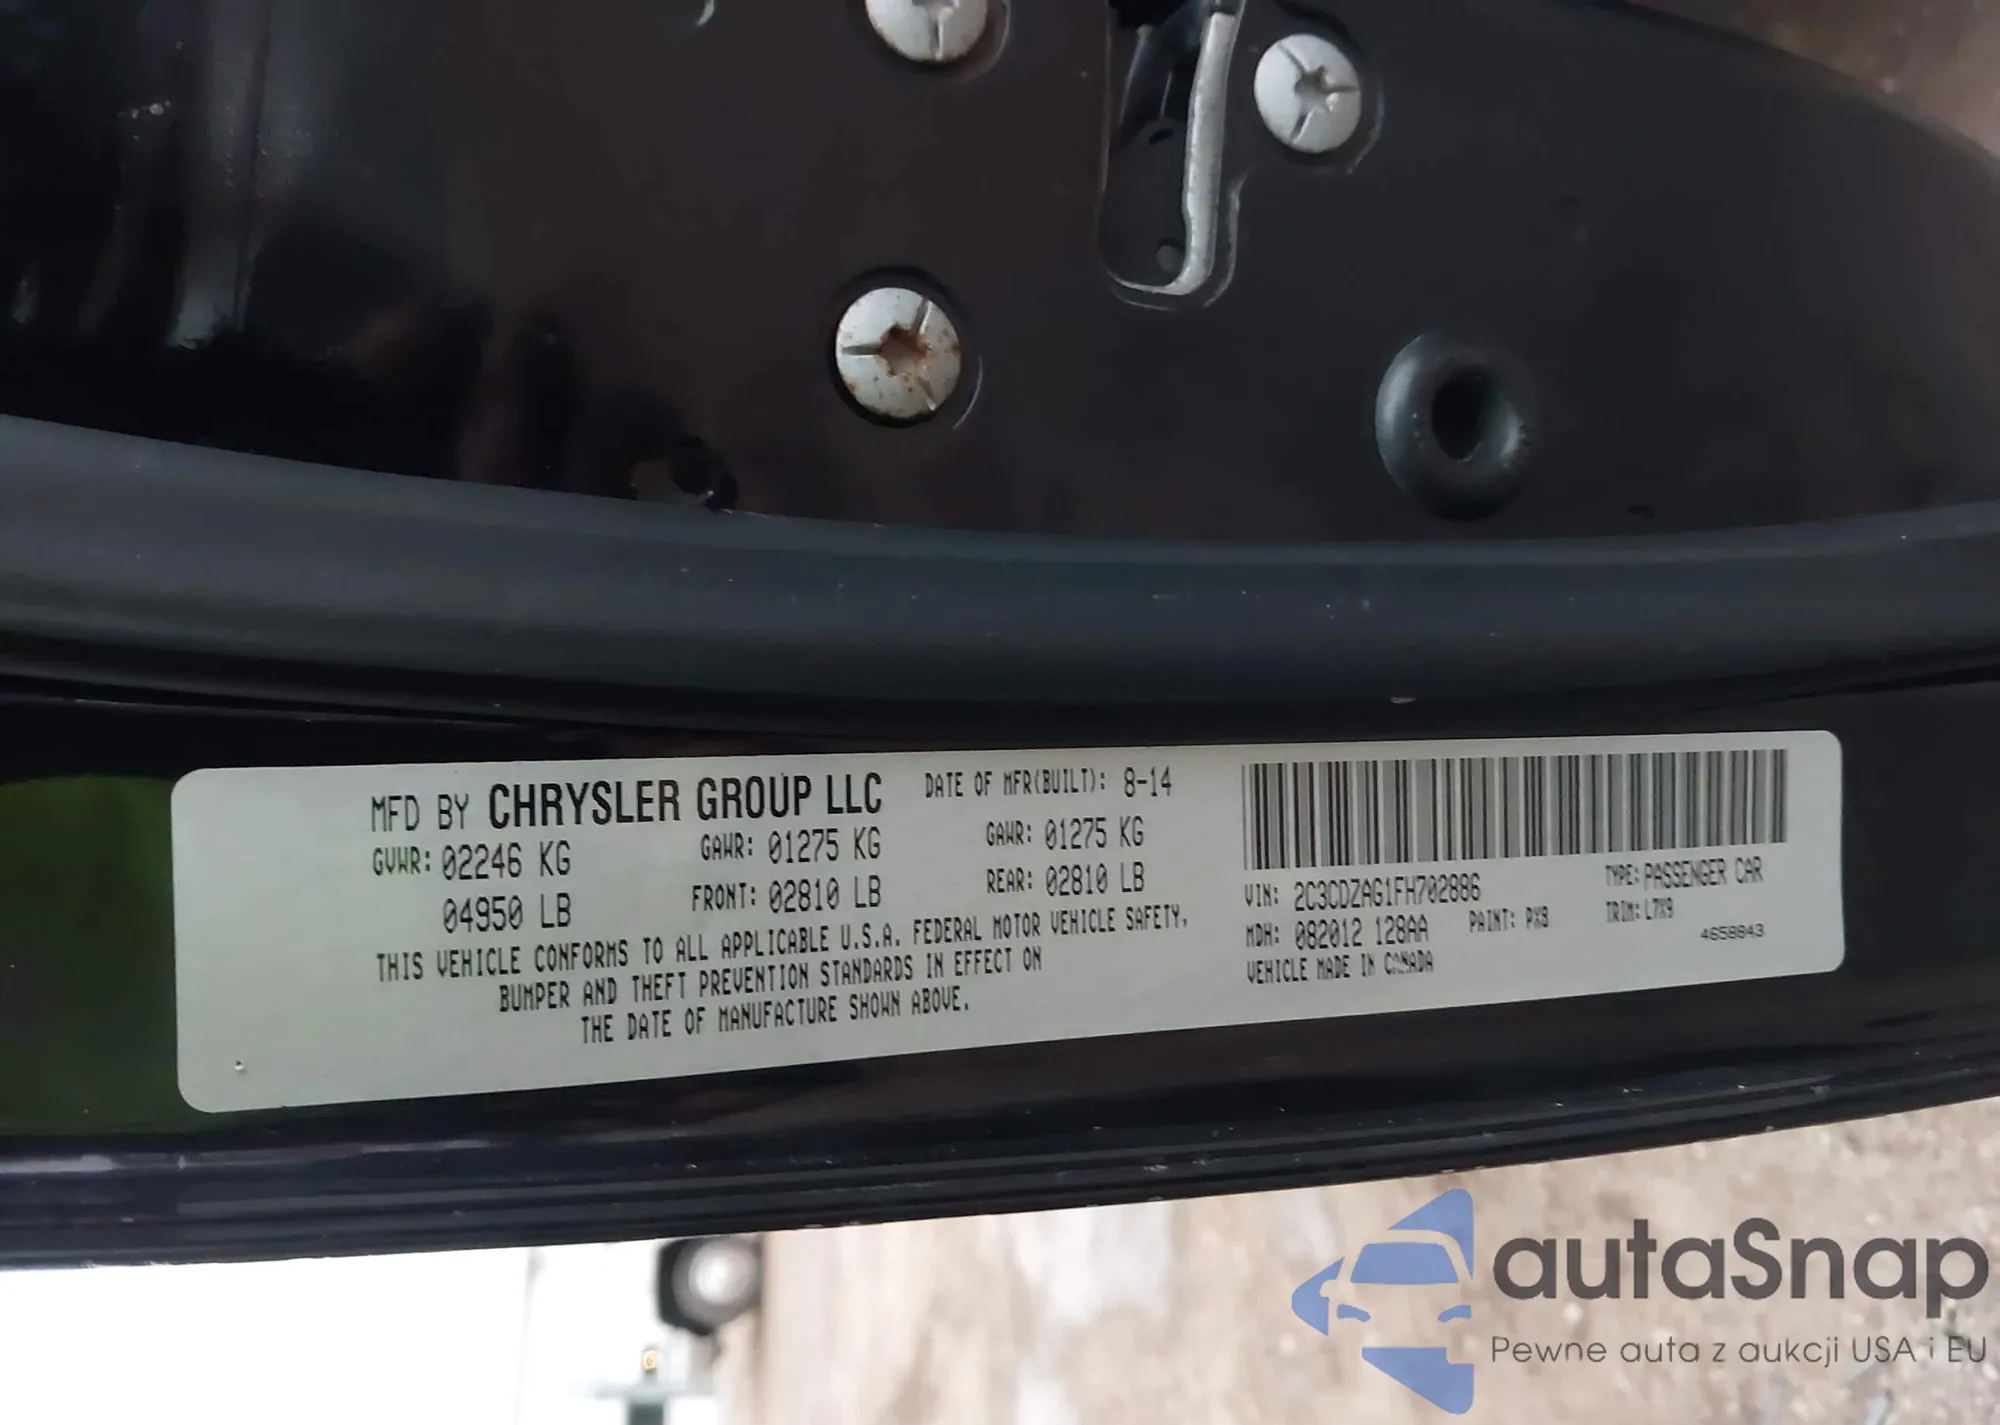 MFD BY CHRYSLER GROUP LLC DATE OF MFR(BUILT): 8-14
GVWR: 02246 KG GAWR: 01275 KG GAWR: 01275 KG
04950 LB FRONT: 02810 LB REAR: 02810 LB
THIS VEHICLE CONFORMS TO ALL APPLICABLE U.S.A. FEDERAL MOTOR VEHICLE SAFETY,
BUMPER AND THEFT PREVENTION STANDARDS IN EFFECT ON
THE DATE OF MANUFACTURE SHOWN ABOVE.
VIN: 2C3CDZAG1FH702886 TYPE: PASSENGER CAR
MDH: 082012 128AA PAINT: PX8 TRIM: L7X9
VEHICLE MADE IN CANADA 4658843
autaSnap
Pewne auta z aukcji USA i EU